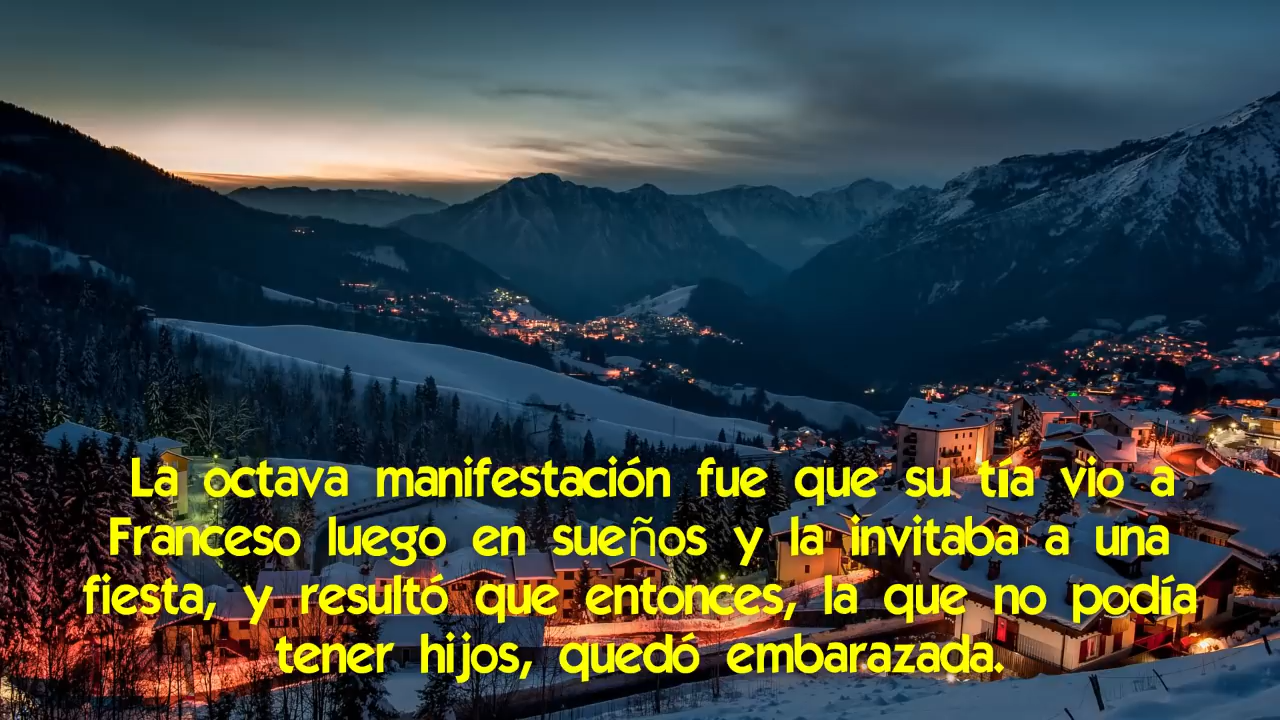 La octava manifestación fue que su tía vio a
Franceso luego en sueños y la invitaba a una
fiesta, y resultó que entonces, la que no podía
tener hijos, quedó embarazada.